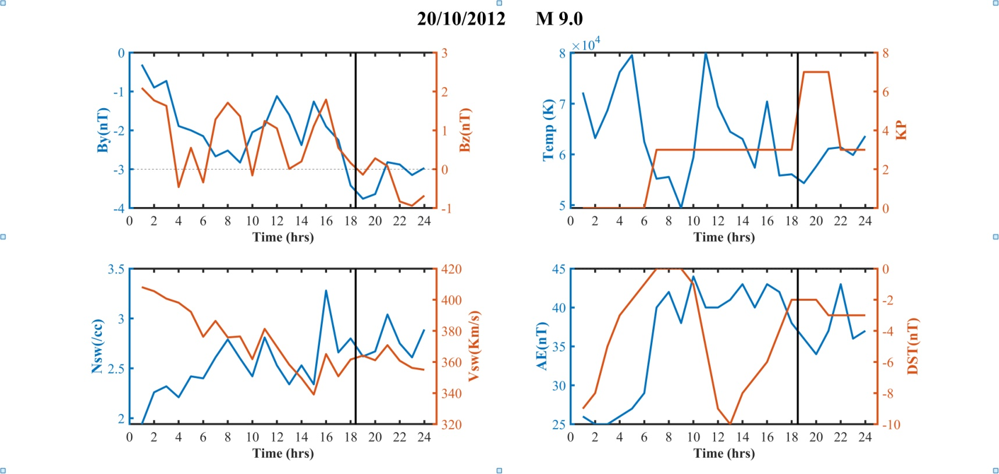 20/10/2012 M 9.0
0 -1 -2 -3 -4
By(nT)
3 2 1 0 -1
Bz(nT)
0 2 4 6 8 10 12 14 16 18 20 22 24
Time (hrs)
×10⁴
8 7 6 5
Temp (K)
8 6 4 2 0
KP
0 2 4 6 8 10 12 14 16 18 20 22 24
Time (hrs)
3.5 3 2.5 2
Nsw(/cc)
420 400 380 360 340 320
Vsw(Km/s)
0 2 4 6 8 10 12 14 16 18 20 22 24
Time (hrs)
45 40 35 30 25
AE(nT)
0 -2 -4 -6 -8 -10
DST(nT)
0 2 4 6 8 10 12 14 16 18 20 22 24
Time (hrs)